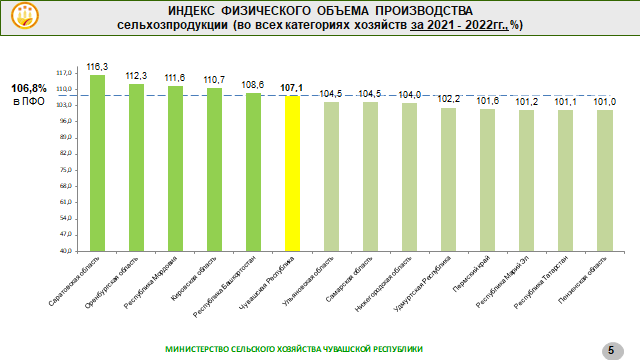 ИНДЕКС ФИЗИЧЕСКОГО ОБЪЕМА ПРОИЗВОДСТВА
сельхозпродукции (во всех категориях хозяйств за 2021 - 2022гг.,%)
106,8%
в ПФО
117,0
110,0
103,0
96,0
89,0
82,0
75,0
68,0
61,0
54,0
47,0
40,0
116,3
112,3
111,6
110,7
108,6
107,1
104,5
104,5
104,0
102,2
101,6
101,2
101,1
101,0
Саратовская область
Оренбургская область
Республика Мордовия
Кировская область
Республика Башкортостан
Чувашская Республика
Ульяновская область
Самарская область
Нижегородская область
Удмуртская Республика
Пермский край
Республика Марий Эл
Республика Татарстан
Пензенская область
МИНИСТЕРСТВО СЕЛЬСКОГО ХОЗЯЙСТВА ЧУВАШСКОЙ РЕСПУБЛИКИ
5